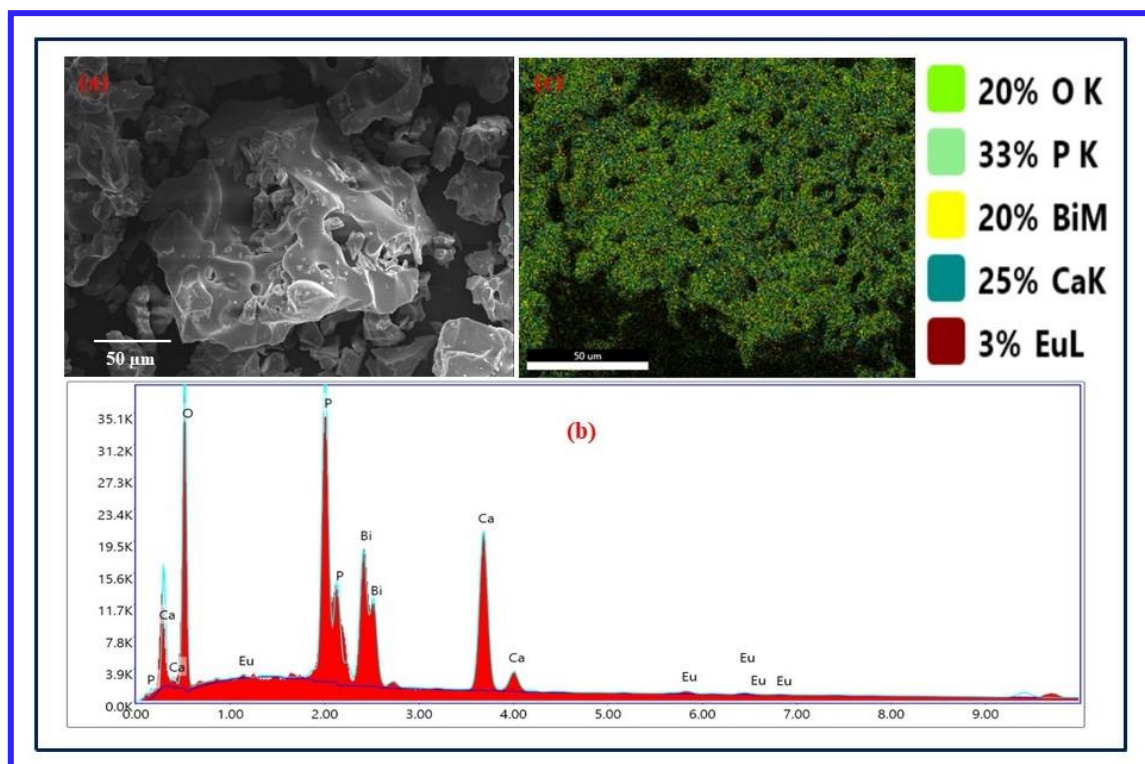 (a)
50 µm
(c)
50 um
20% O K
33% P K
20% BiM
25% CaK
3% EuL
(b)
35.1K
31.2K
27.3K
23.4K
19.5K
15.6K
11.7K
7.8K
3.9K
0.0K
P
Ca
Ca
O
Eu
P
P
Bi
Bi
Ca
Ca
Eu
Eu
Eu
Eu
0.00 1.00 2.00 3.00 4.00 5.00 6.00 7.00 8.00 9.00